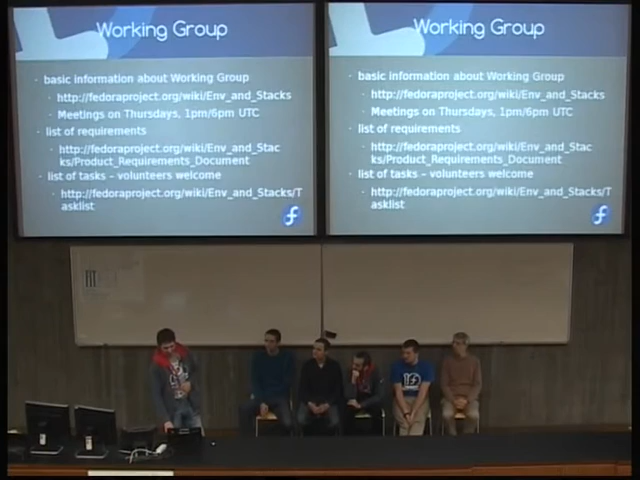 Working Group
basic information about Working Group
http://fedoraproject.org/wiki/Env_and_Stacks
Meetings on Thursdays, 1pm/6pm UTC
list of requirements
http://fedoraproject.org/wiki/Env_and_Stac
ks/Product_Requirements_Document
list of tasks – volunteers welcome
http://fedoraproject.org/wiki/Env_and_Stacks/T
asklist
Working Group
basic information about Working Group
http://fedoraproject.org/wiki/Env_and_Stacks
Meetings on Thursdays, 1pm/6pm UTC
list of requirements
http://fedoraproject.org/wiki/Env_and_Stac
ks/Product_Requirements_Document
list of tasks – volunteers welcome
http://fedoraproject.org/wiki/Env_and_Stacks/T
asklist